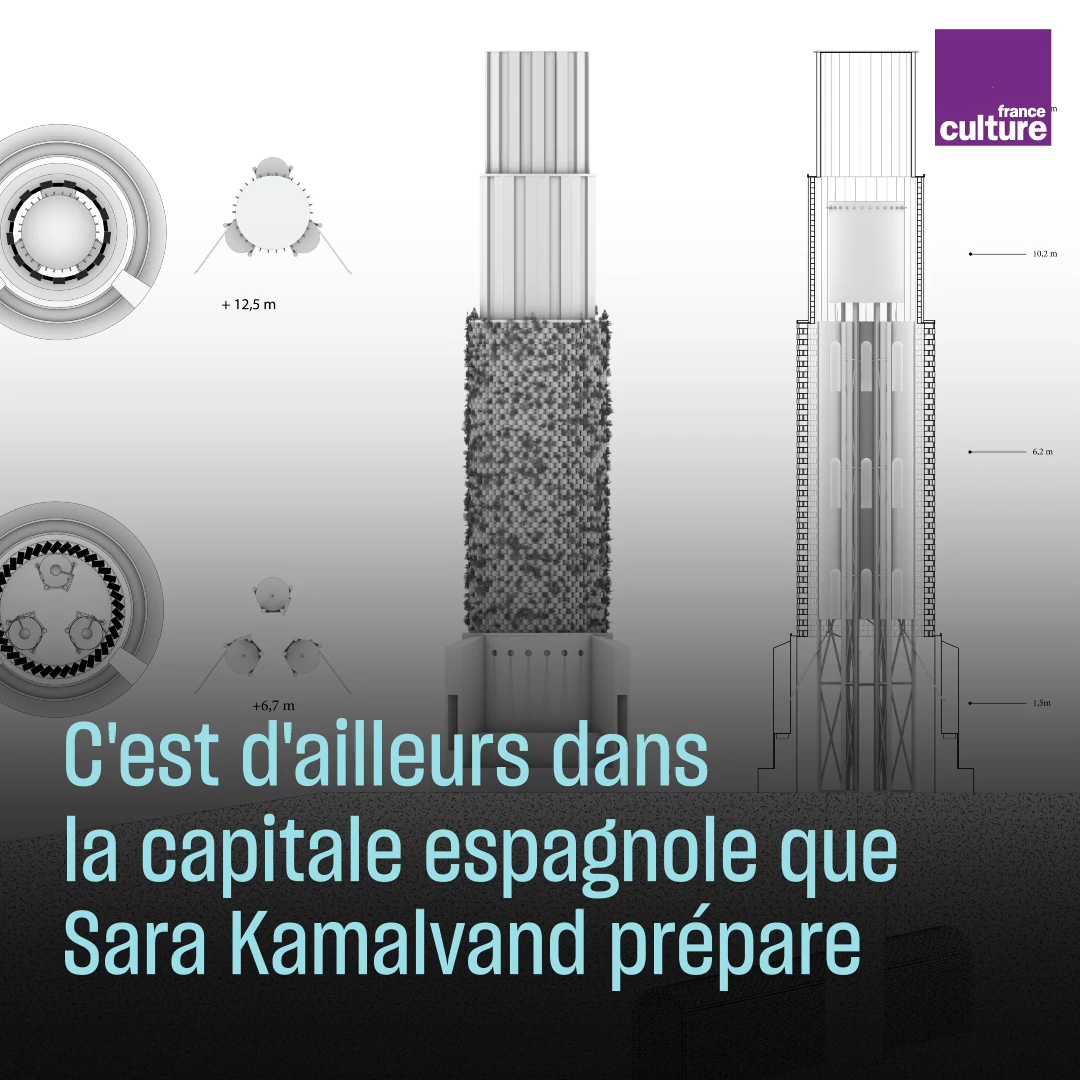 france
culture
m
10,2 m
+ 12,5 m
6,2 m
1,5m
+6,7 m
C'est d'ailleurs dans
la capitale espagnole que
Sara Kamalvand prépare